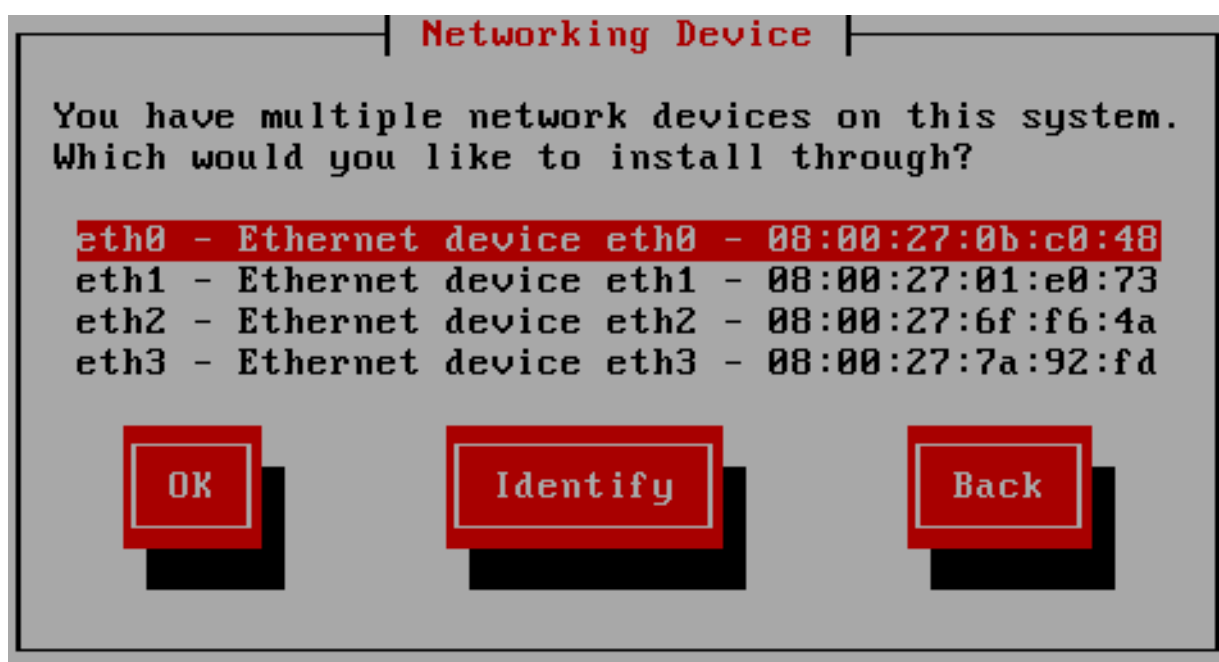 Networking Device
You have multiple network devices on this system.
Which would you like to install through?
eth0 - Ethernet device eth0 - 08:00:27:0b:c0:48
eth1 - Ethernet device eth1 - 08:00:27:01:e0:73
eth2 - Ethernet device eth2 - 08:00:27:6f:f6:4a
eth3 - Ethernet device eth3 - 08:00:27:7a:92:fd
OK Identify Back